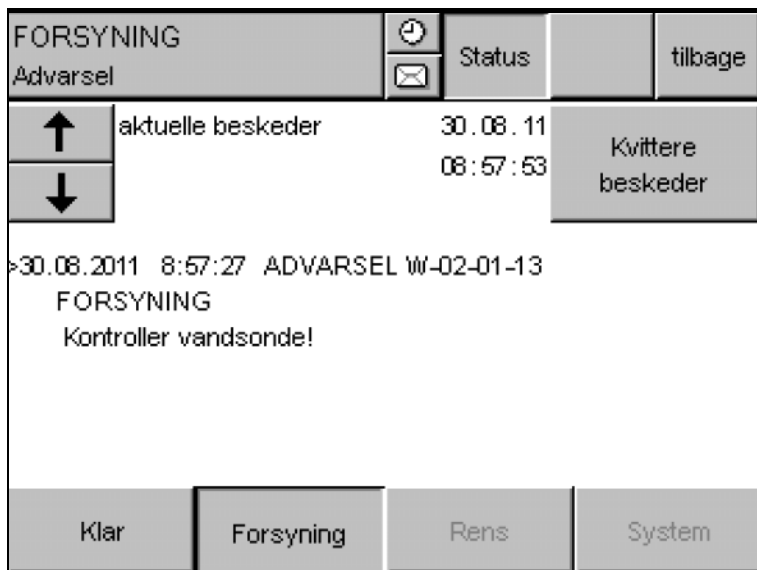 FORSYNING
Advarsel
Status
tilbage
aktuelle beskeder
30.08.11
08:57:53
Kvittere
beskeder
>30.08.2011 8:57:27 ADVARSEL W-02-01-13
FORSYNING
Kontroller vandsonde!
Klar
Forsyning
Rens
System